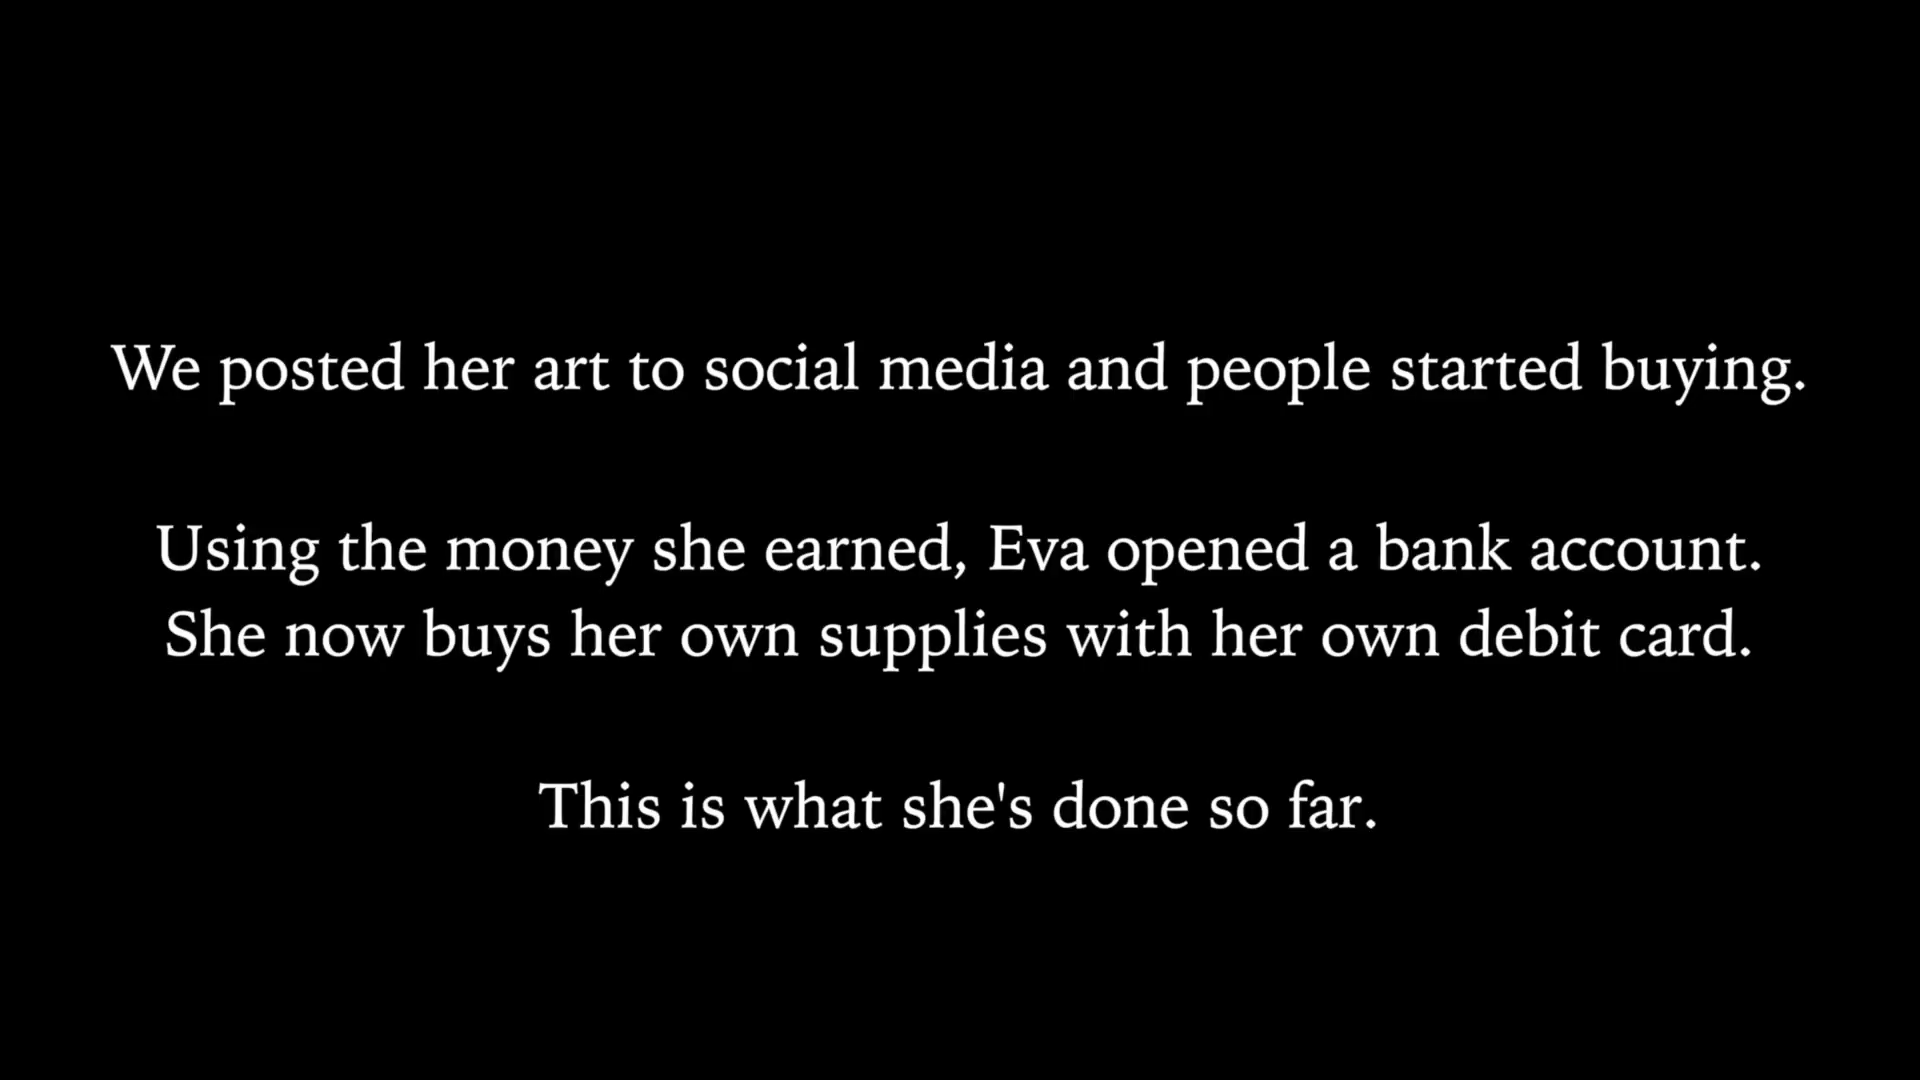 We posted her art to social media and people started buying.
Using the money she earned, Eva opened a bank account.
She now buys her own supplies with her own debit card.
This is what she's done so far.